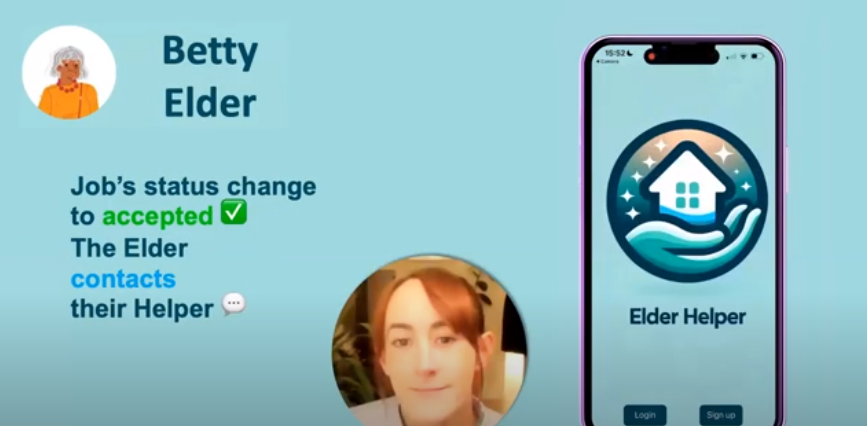 Betty
Elder
Job's status change
to accepted ✅
The Elder
contacts
their Helper 💬
15:52
Camera
Elder Helper
Login
Sign up